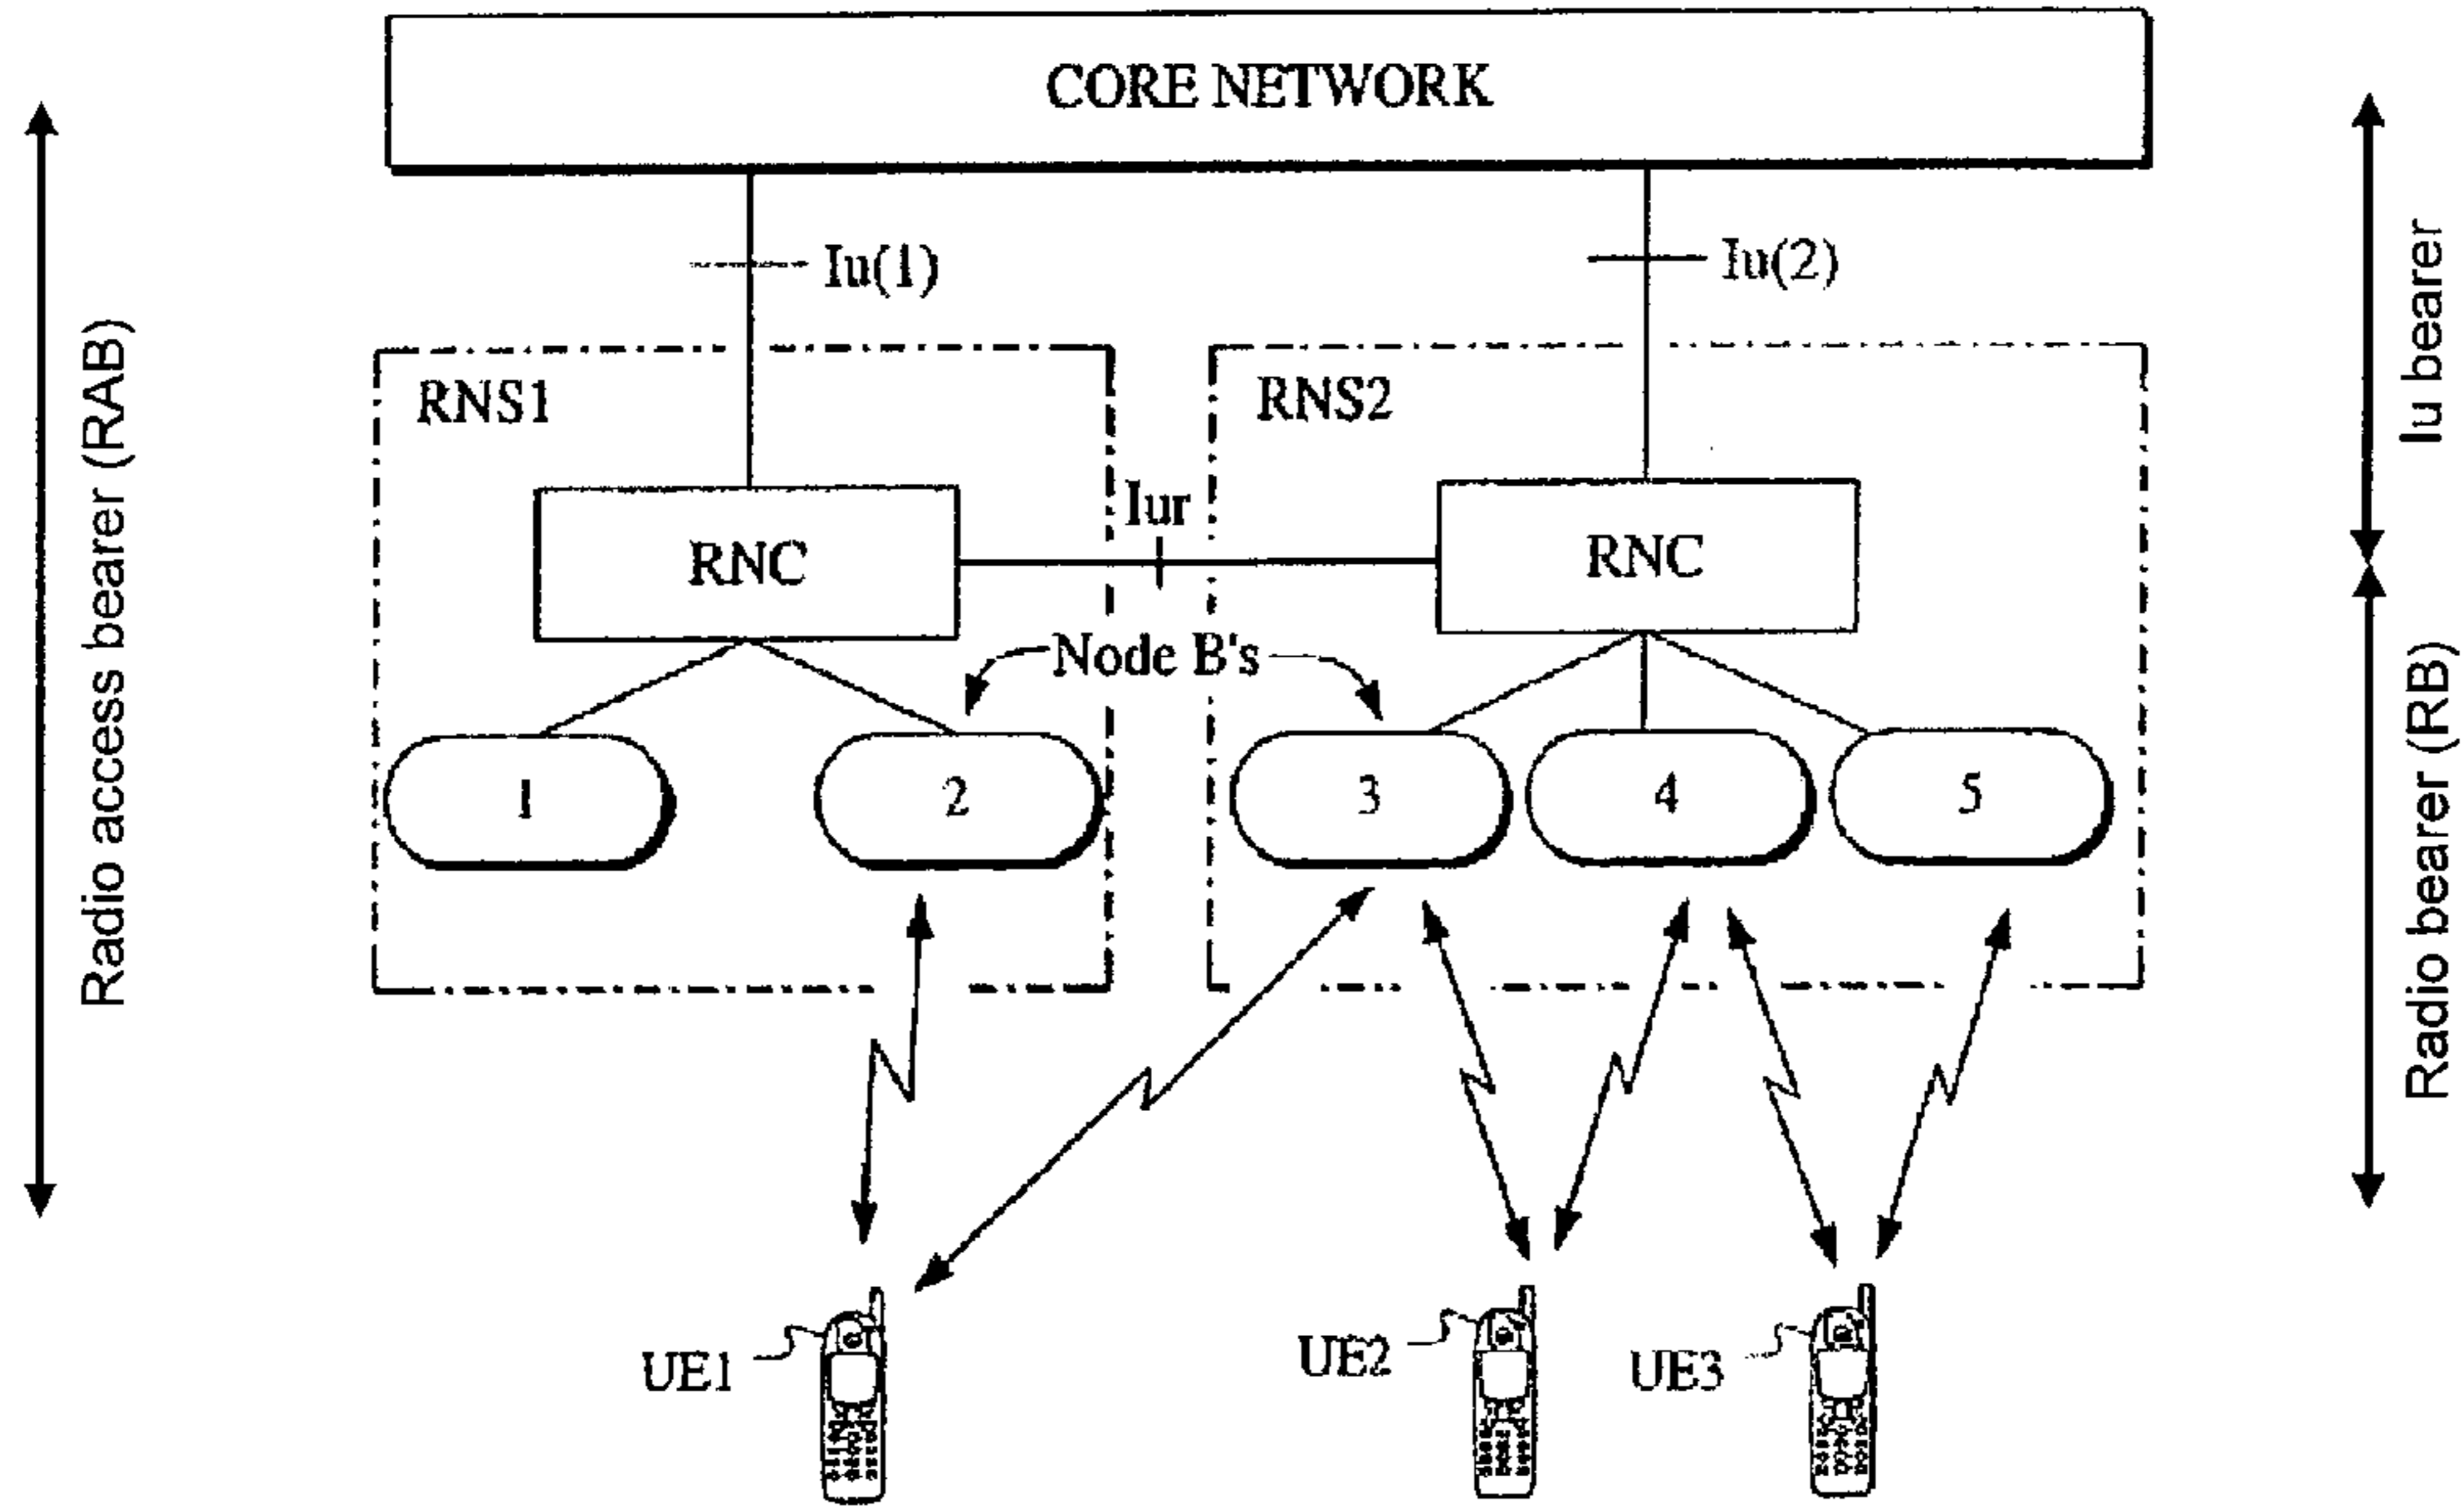 CORE NETWORK
Iu(1)
Iu(2)
Iu bearer
Radio access bearer (RAB)
RNS1
RNS2
Iur
RNC
RNC
Node B's
Radio bearer (RB)
1
2
3
4
5
UE1
UE2
UE3